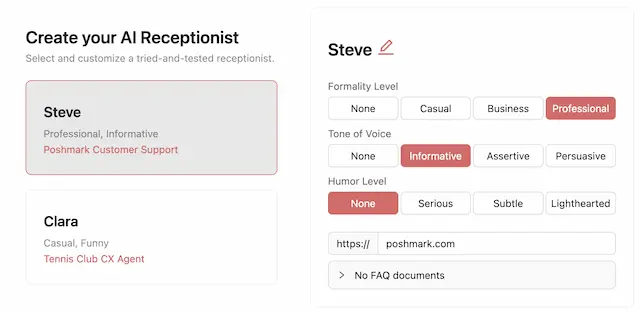 Create your AI Receptionist
Select and customize a tried-and-tested receptionist.
Steve
Professional, Informative
Poshmark Customer Support
Clara
Casual, Funny
Tennis Club CX Agent
Steve
Formality Level
None Casual Business Professional
Tone of Voice
None Informative Assertive Persuasive
Humor Level
None Serious Subtle Lighthearted
https:// poshmark.com
No FAQ documents